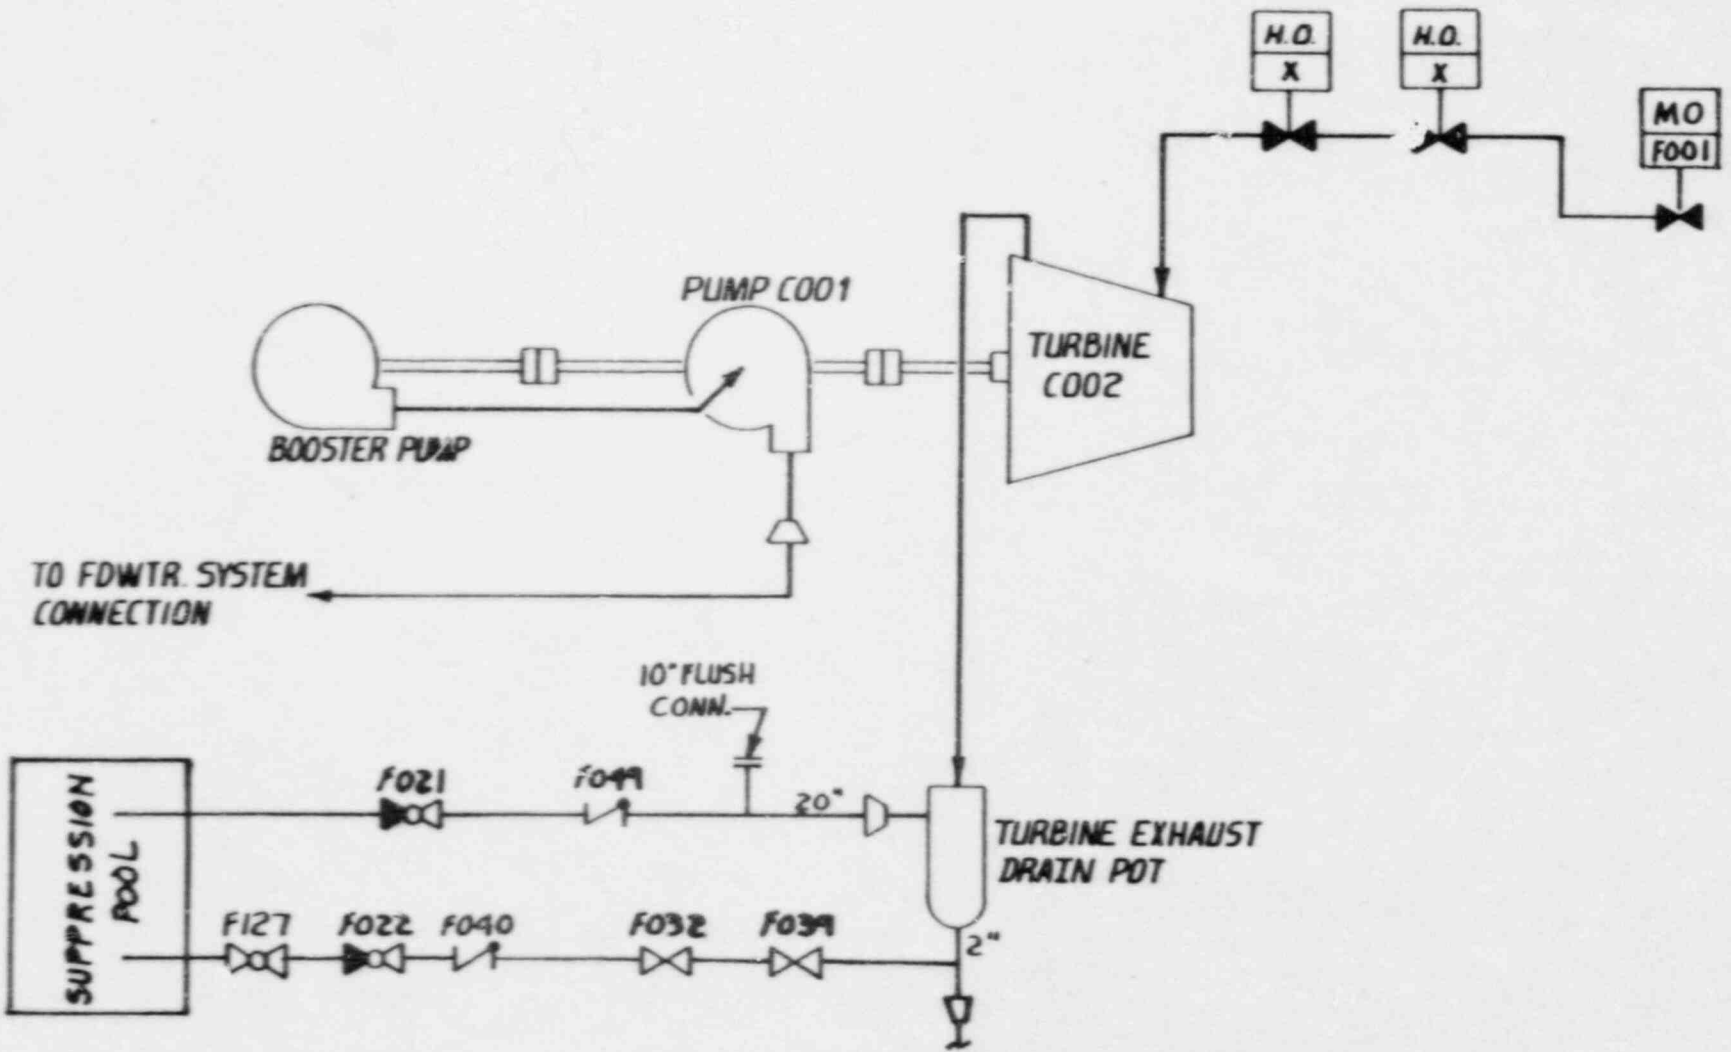 H.O.
X
H.O.
X
MO
F001
PUMP C001
TURBINE
C002
BOOSTER PUMP
TO FDWTR. SYSTEM
CONNECTION
10" FLUSH
CONN.
SUPPRESSION
POOL
F021
F049
20"
TURBINE EXHAUST
DRAIN POT
F127
F022
F040
F032
F039
2"